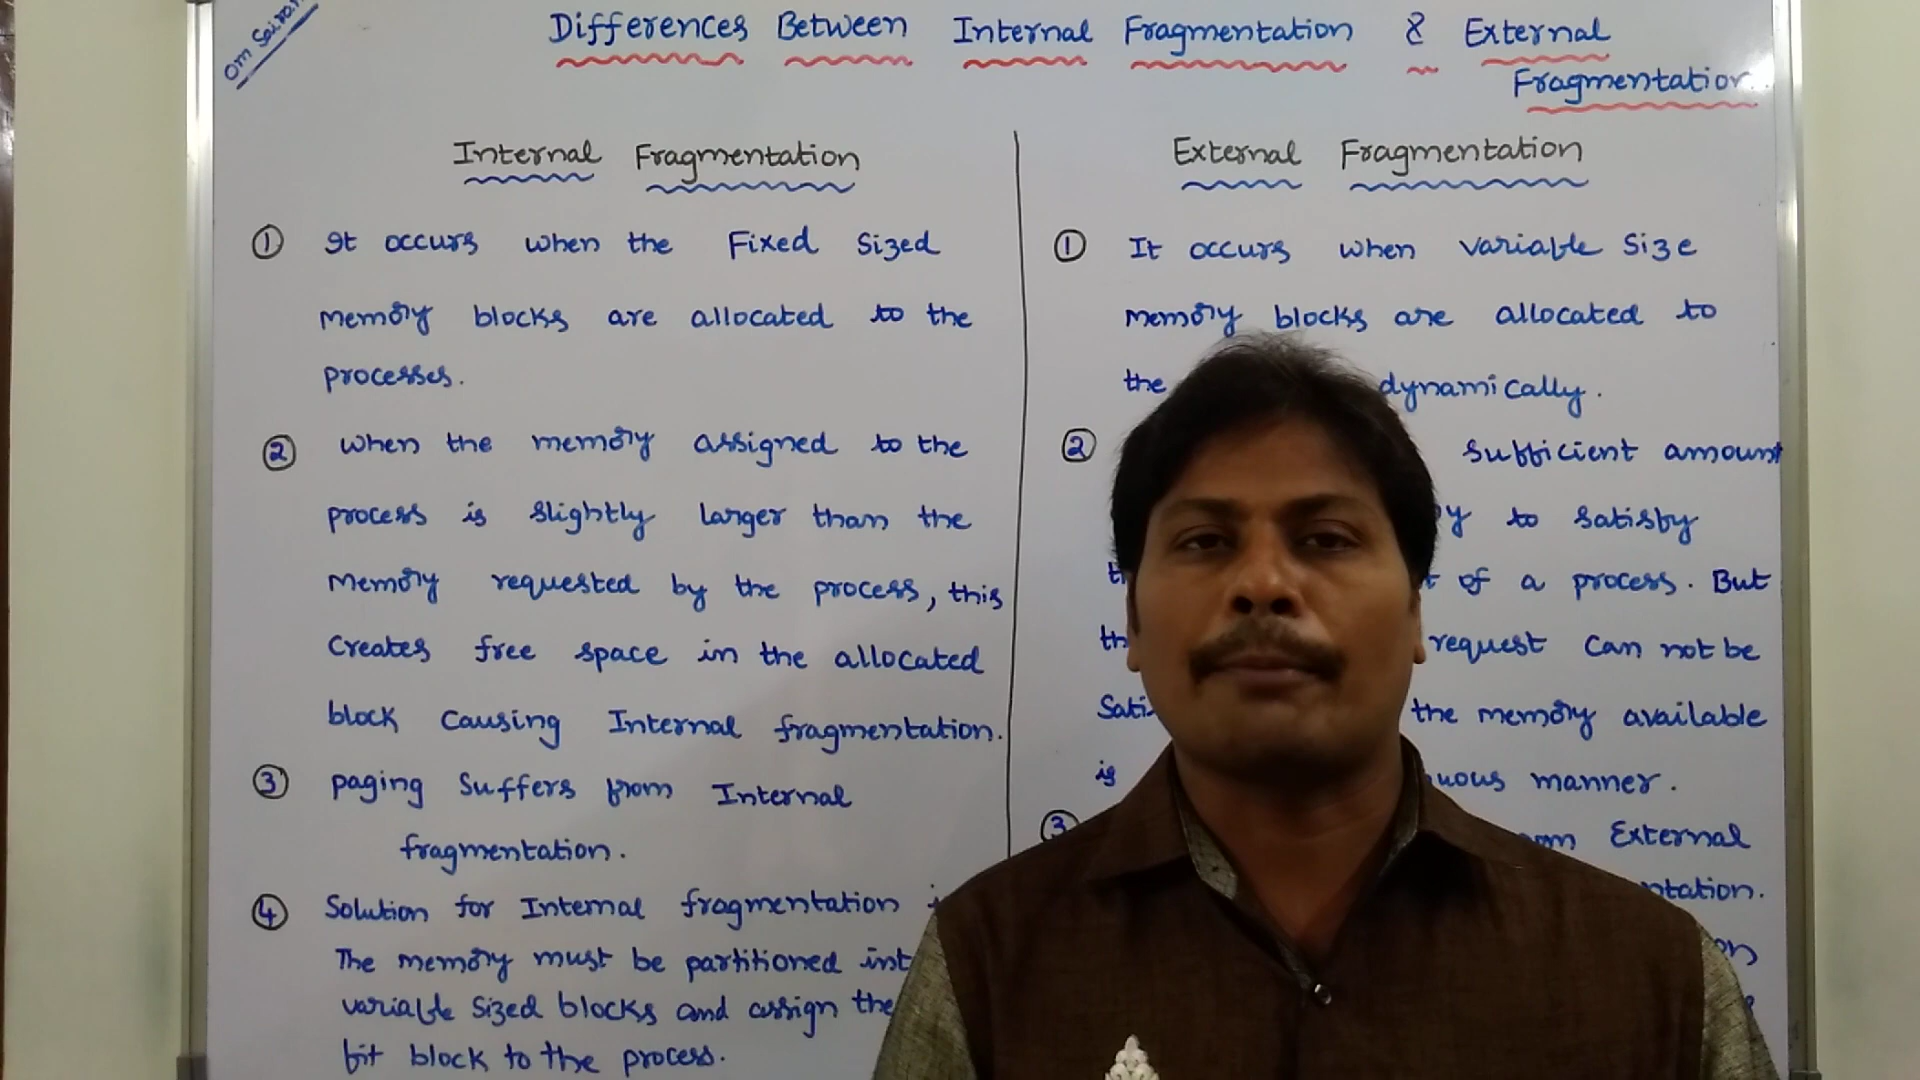 Om Sairam
Differences Between Internal Fragmentation & External
Fragmentation
Internal Fragmentation
① It occurs when the Fixed Sized
memory blocks are allocated to the
processes.
② when the memory assigned to the
process is slightly larger than the
Memory requested by the process, this
Creates free space in the allocated
block Causing Internal fragmentation.
③ paging Suffers from Internal
fragmentation.
④ Solution for Internal fragmentation
The memory must be partitioned
variable Sized blocks and assign the
fit block to the process.
External Fragmentation
① It occurs when variable Size
memory blocks are allocated to
the dynamically.
② Sufficient amount
to satisfy
of a process. But
request Can not be
the memory available
is manner.
③ External